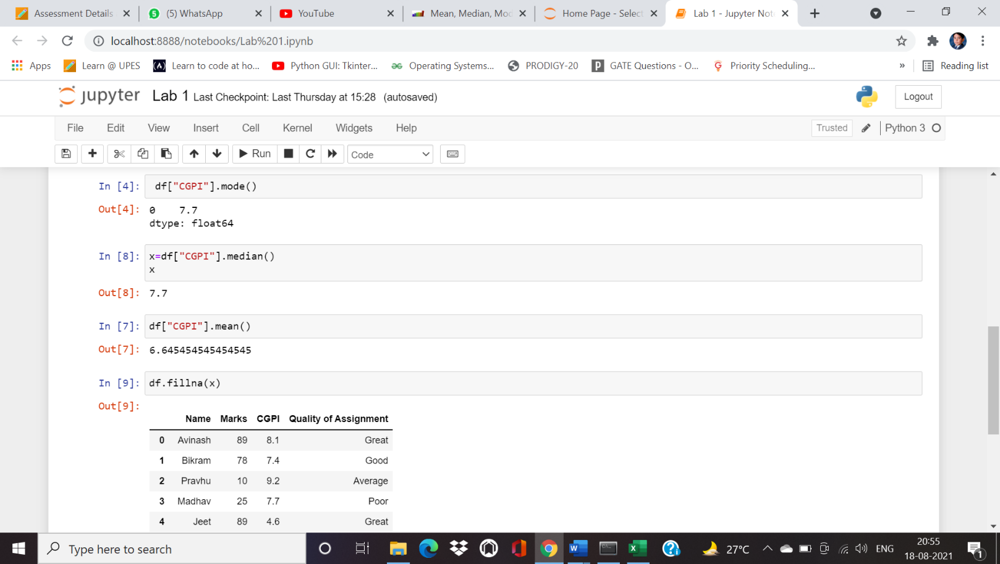 Assessment Details
5 (5) WhatsApp
YouTube
Mean, Median, Mod
Home Page - Select
Lab 1 - Jupyter Not
localhost:8888/notebooks/Lab%201.ipynb
Apps
Learn @ UPES
(A) Learn to code at ho...
Python GUI: Tkinter...
Operating Systems...
PRODIGY-20
P GATE Questions - O...
Priority Scheduling...
» Reading list
jupyter Lab 1 Last Checkpoint: Last Thursday at 15:28 (autosaved)
Logout
File Edit View Insert Cell Kernel Widgets Help
Trusted Python 3
Run Code
In [4]: df["CGPI"].mode()
Out[4]: 0 7.7
dtype: float64
In [8]: x=df["CGPI"].median()
x
Out[8]: 7.7
In [7]: df["CGPI"].mean()
Out[7]: 6.645454545454545
In [9]: df.fillna(x)
Out[9]:
Name Marks CGPI Quality of Assignment
0 Avinash 89 8.1 Great
1 Bikram 78 7.4 Good
2 Pravhu 10 9.2 Average
3 Madhav 25 7.7 Poor
4 Jeet 89 4.6 Great
Type here to search
27°C
ENG
20:55
18-08-2021
1